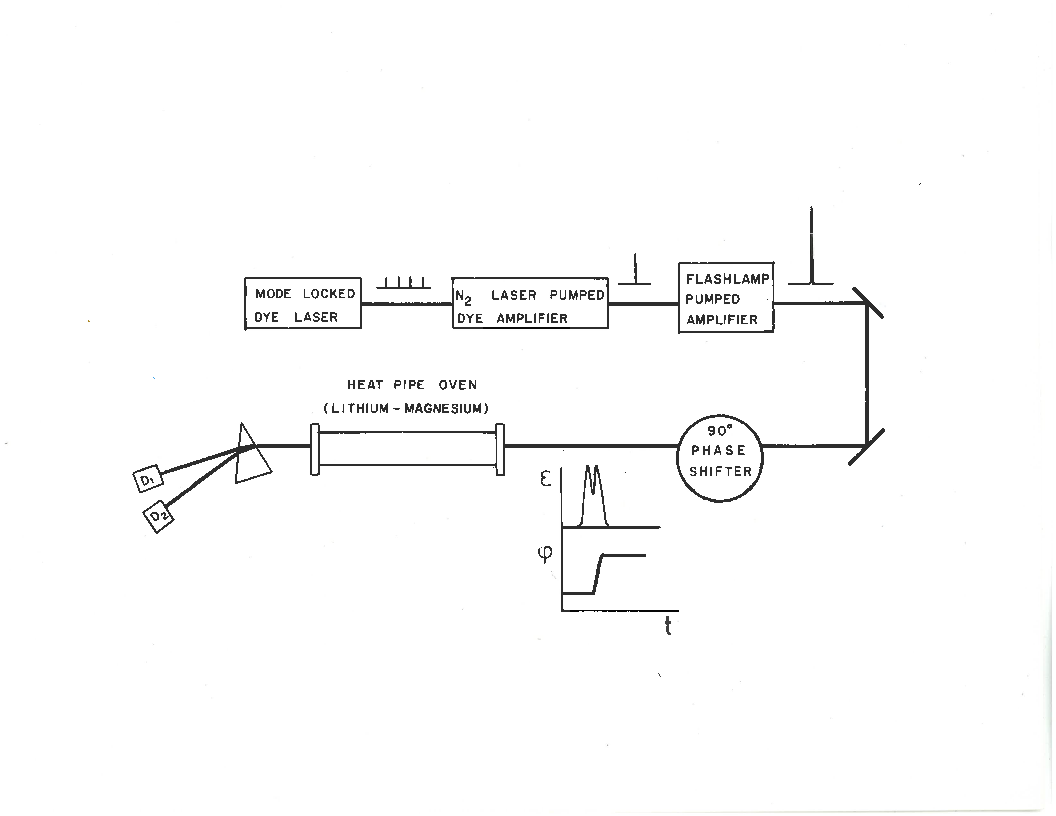 MODE LOCKED
DYE LASER
N2 LASER PUMPED
DYE AMPLIFIER
FLASHLAMP
PUMPED
AMPLIFIER
HEAT PIPE OVEN
(LITHIUM-MAGNESIUM)
90°
PHASE
SHIFTER
D1
D2
ε
φ
t